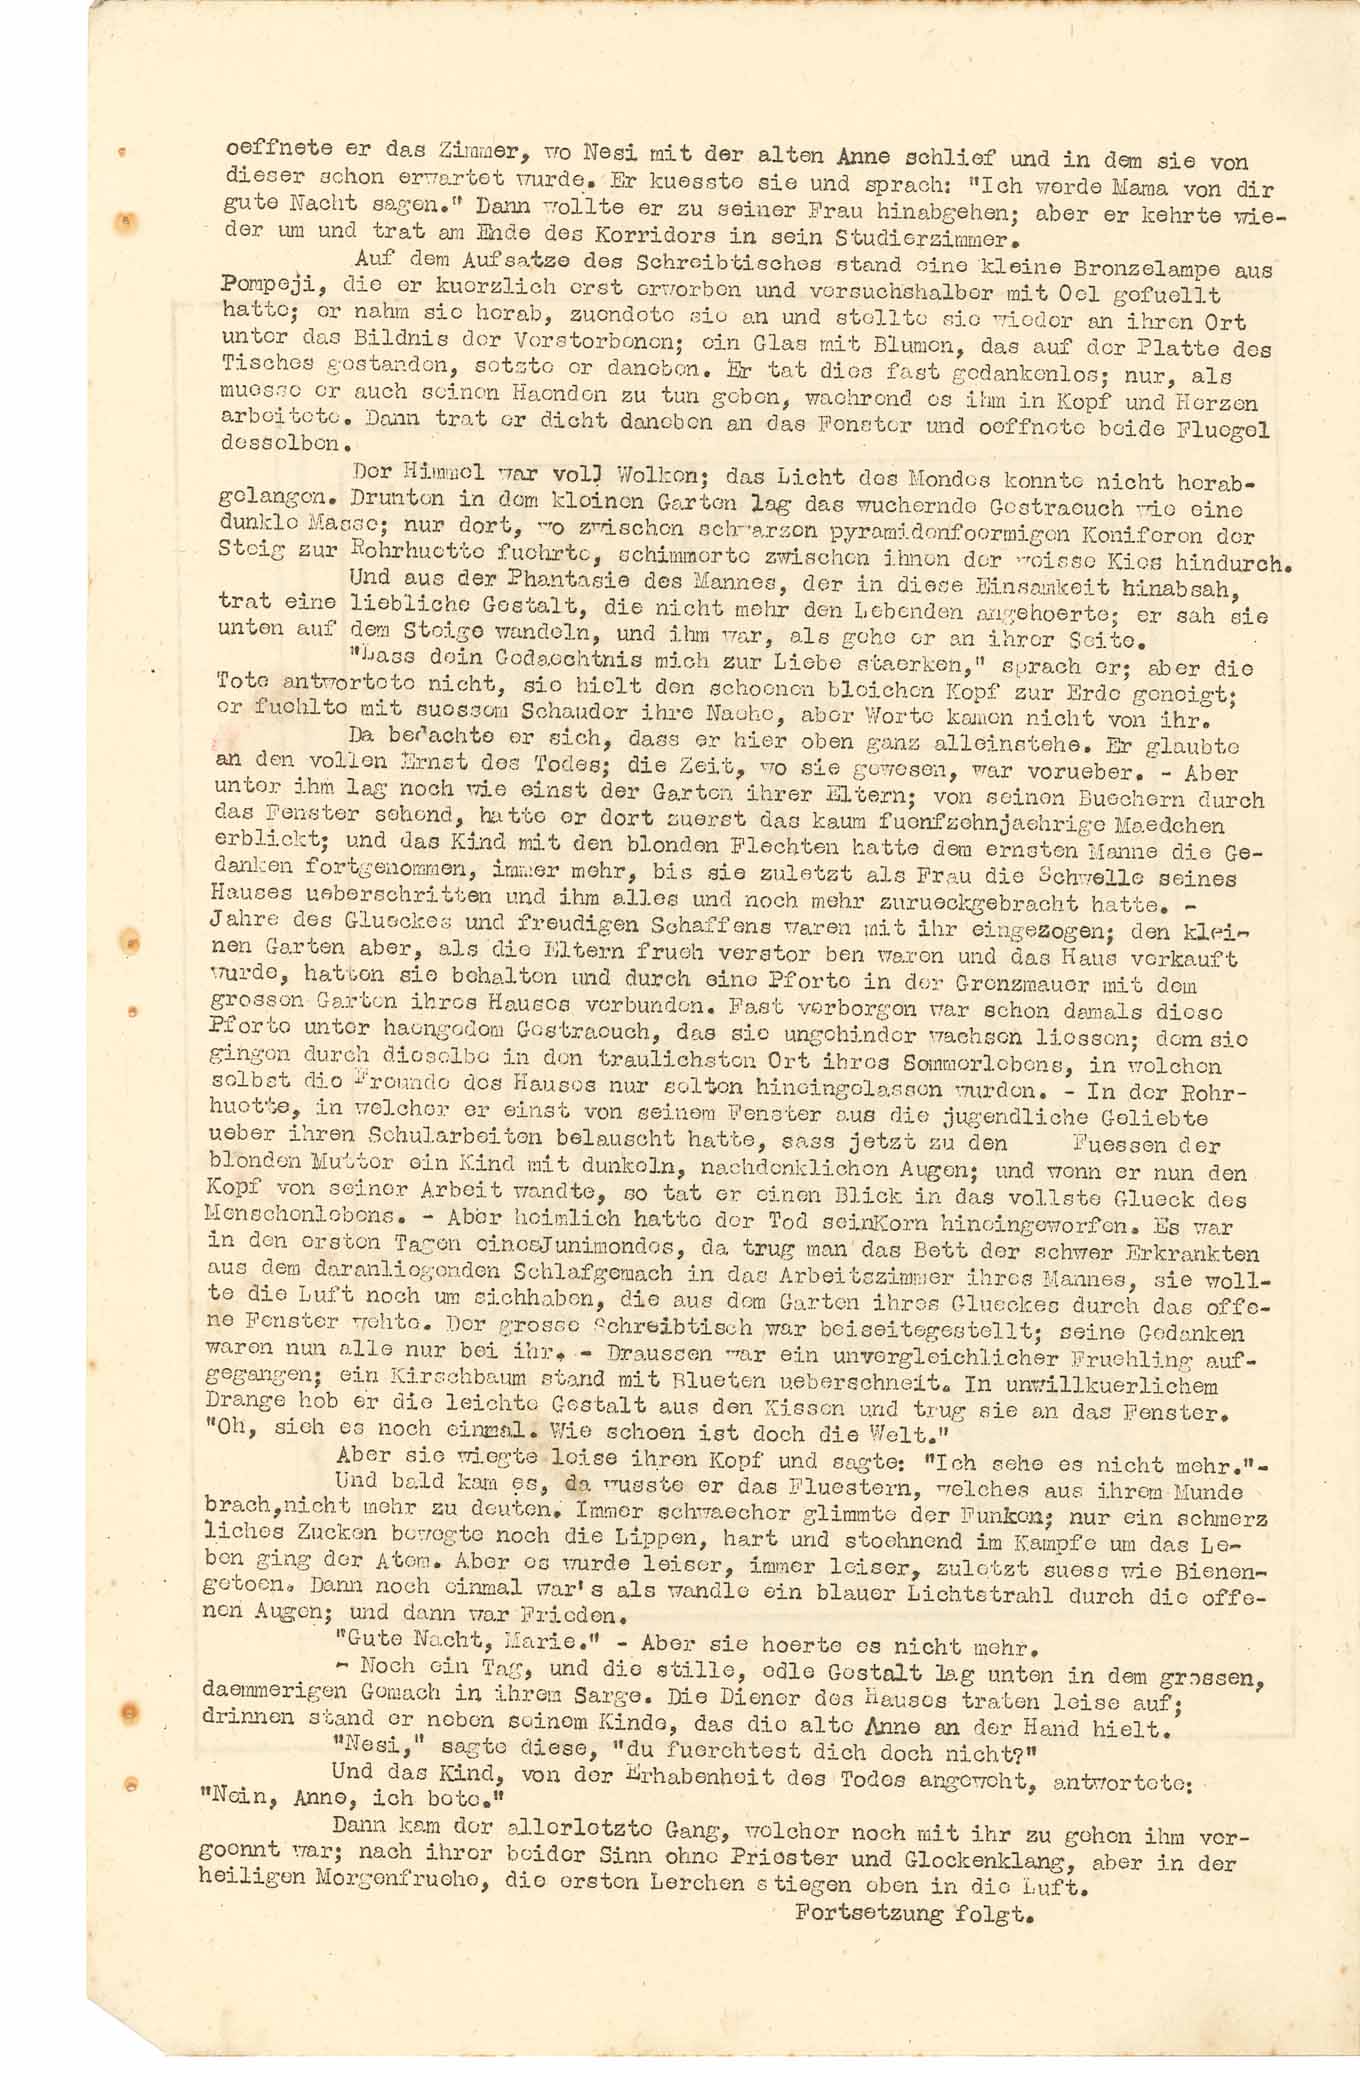 oeffnete er das Zimmer, wo Nesi mit der alten Anne schlief und in dem sie von
dieser schon erwartet wurde. Er kuesste sie und sprach: "Ich werde Mama von dir
gute Nacht sagen." Dann wollte er zu seiner Frau hinabgehen; aber er kehrte wie-
der um und trat am Ende des Korridors in sein Studierzimmer.
Auf dem Aufsatze des Schreibtisches stand eine kleine Bronzelampe aus
Pompeji, die er kuerzlich erst erworben und versuchshalber mit Oel gefuellt
hatte; er nahm sie herab, zuendete sie an und stellte sie wieder an ihren Ort
unter das Bildnis der Verstorbenen; ein Glas mit Blumen, das auf der Platte des
Tisches gestanden, setzte er daneben. Er tat dies fast gedankenlos; nur, als
muesse er auch seinen Haenden zu tun geben, waehrend es ihm in Kopf und Herzen
arbeitete. Dann trat er dicht daneben an das Fenster und oeffnete beide Fluegel
desselben.
Der Himmel war voll Wolken; das Licht des Mondes konnte nicht herab-
gelangen. Drunten in dem kleinen Garten lag das wuchernde Gestraeuch wie eine
dunkle Masse; nur dort, wo zwischen schwarzen pyramidenfoermigen Koniferen der
Steig zur Rohrhuette fuehrte, schimmerte zwischen ihnen der weisse Kies hindurch.
Und aus der Phantasie des Mannes, der in diese Einsamkeit hinabsah,
trat eine liebliche Gestalt, die nicht mehr den Lebenden angehoerte; er sah sie
unten auf dem Steige wandeln, und ihm war, als gehe er an ihrer Seite.
"Lass dein Gedaechtnis mich zur Liebe staerken," sprach er; aber die
Tote antwortete nicht, sie hielt den schoenen bleichen Kopf zur Erde geneigt;
er fuehlte mit suessem Schauder ihre Naehe, aber Worte kamen nicht von ihr.
Da bedachte er sich, dass er hier oben ganz alleinstehe. Er glaubte
an den vollen Ernst des Todes; die Zeit, wo sie gewesen, war vorueber. - Aber
unter ihm lag noch wie einst der Garten ihrer Eltern; von seinen Buechern durch
das Fenster sehend, hatte er dort zuerst das kaum fuenfzehnjaehrige Maedchen
erblickt; und das Kind mit den blonden Flechten hatte dem ernsten Manne die Ge-
danken fortgenommen, immer mehr, bis sie zuletzt als Frau die Schwelle seines
Hauses ueberschritten und ihm alles und noch mehr zurueckgebracht hatte. -
Jahre des Glueckes und freudigen Schaffens waren mit ihr eingezogen; den klei-
nen Garten aber, als die Eltern frueh verstor ben waren und das Haus verkauft
wurde, hatten sie behalten und durch eine Pforte in der Grenzmauer mit dem
grossen Garten ihres Hauses verbunden. Fast verborgen war schon damals diese
Pforte unter haengedem Gestraeuch, das sie ungehinder wachsen liessen; dem sie
gingen durch dieselbe in den traulichsten Ort ihres Sommerlebens, in welchen
selbst die Freunde des Hauses nur selten hineingelassen wurden. - In der Rohr-
huette, in welcher er einst von seinem Fenster aus die jugendliche Geliebte
ueber ihren Schularbeiten belauscht hatte, sass jetzt zu den Fuessen der
blonden Mutter ein Kind mit dunkeln, nachdenklichen Augen; und wenn er nun den
Kopf von seiner Arbeit wandte, so tat er einen Blick in das vollste Glueck des
Menschenlebens. - Aber heimlich hatte der Tod seinKorn hineingeworfen. Es war
in den ersten Tagen einesJunimondes, da trug man das Bett der schwer Erkrankten
aus dem daranliegenden Schlafgemach in das Arbeitszimmer ihres Mannes, sie woll-
te die Luft noch um sichhaben, die aus dem Garten ihres Glueckes durch das offe-
ne Fenster wehte. Der grosse Schreibtisch war beiseitegestellt; seine Gedanken
waren nun alle nur bei ihr. - Draussen war ein unvergleichlicher Fruehling auf-
gegangen; ein Kirschbaum stand mit Blueten ueberschneit. In unwillkuerlichem
Drange hob er die leichte Gestalt aus den Kissen und trug sie an das Fenster.
"Oh, sieh es noch einmal. Wie schoen ist doch die Welt."
Aber sie wiegte leise ihren Kopf und sagte: "Ich sehe es nicht mehr."-
Und bald kam es, da wusste er das Fluestern, welches aus ihrem Munde
brach,nicht mehr zu deuten. Immer schwaecher glimmte der Funken; nur ein schmerz
liches Zucken bewegte noch die Lippen, hart und stoehnend im Kampfe um das Le-
ben ging der Atem. Aber es wurde leiser, immer leiser, zuletzt suess wie Bienen-
getoen. Dann noch einmal war's als wandle ein blauer Lichtstrahl durch die offe-
nen Augen; und dann war Frieden.
"Gute Nacht, Marie." - Aber sie hoerte es nicht mehr.
- Noch ein Tag, und die stille, edle Gestalt lag unten in dem grossen,
daemmerigen Gemach in ihrem Sarge. Die Diener des Hauses traten leise auf;
drinnen stand er neben seinem Kinde, das die alte Anne an der Hand hielt.
"Nesi," sagte diese, "du fuerchtest dich doch nicht?"
Und das Kind, von der Erhabenheit des Todes angeweht, antwortete:
"Nein, Anne, ich bete."
Dann kam der allerletzte Gang, welcher noch mit ihr zu gehen ihm ver-
goennt war; nach ihrer beider Sinn ohne Priester und Glockenklang, aber in der
heiligen Morgenfruehe, die ersten Lerchen stiegen eben in die Luft.
Fortsetzung folgt.